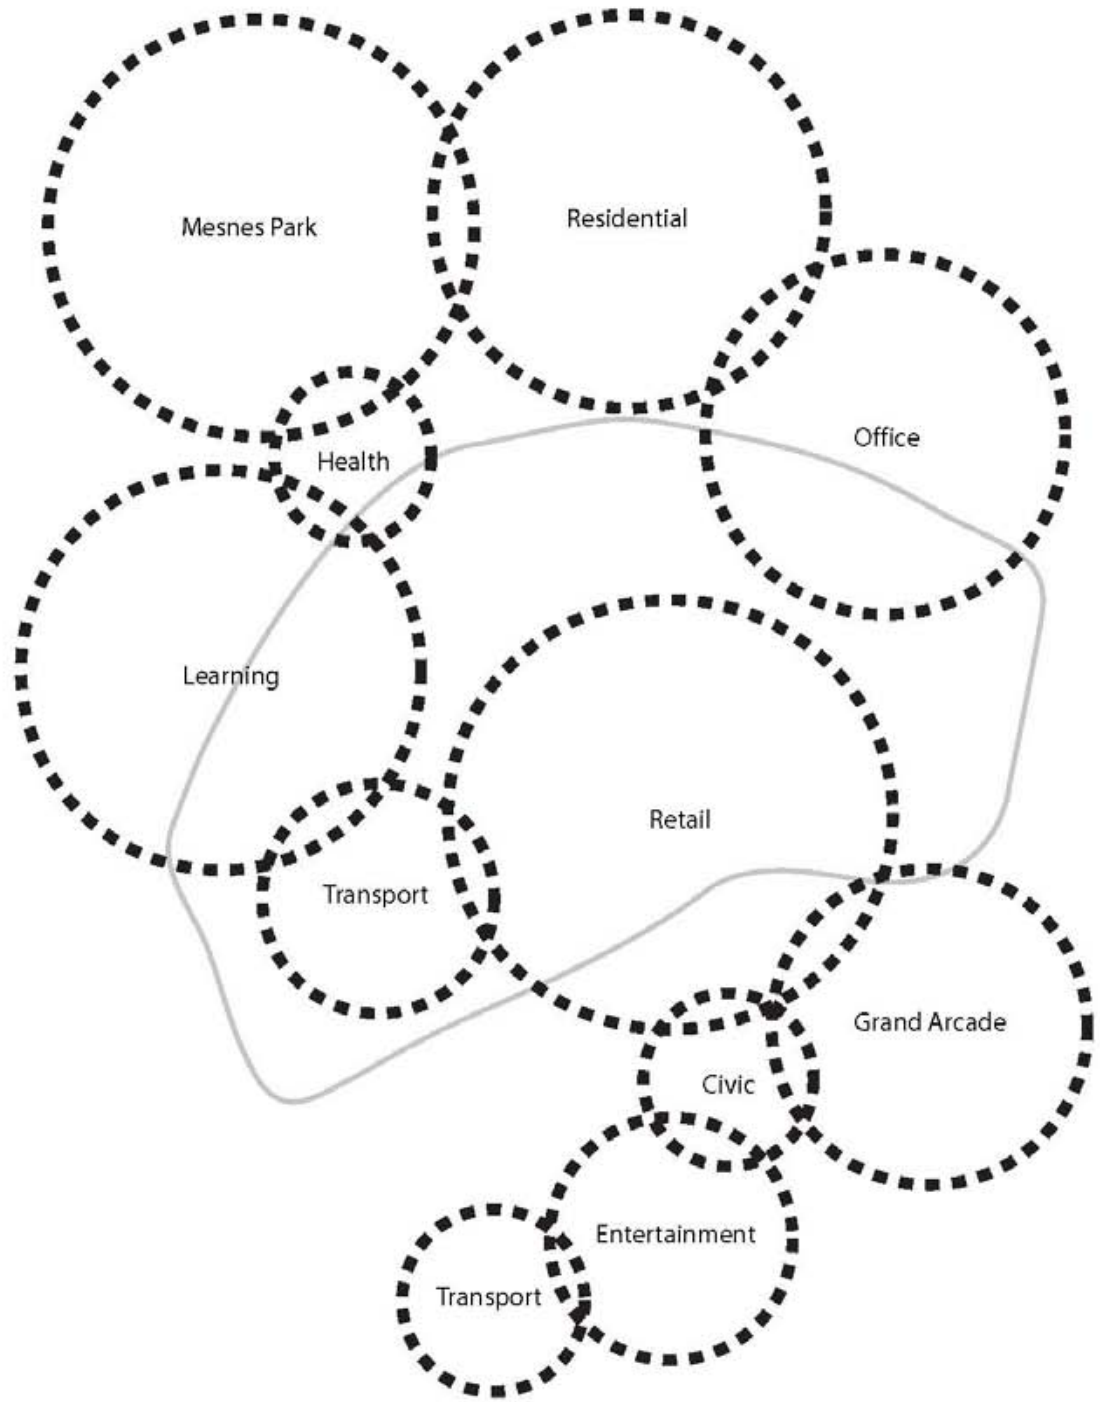 Mesnes Park
Residential
Office
Health
Learning
Retail
Transport
Grand Arcade
Civic
Entertainment
Transport